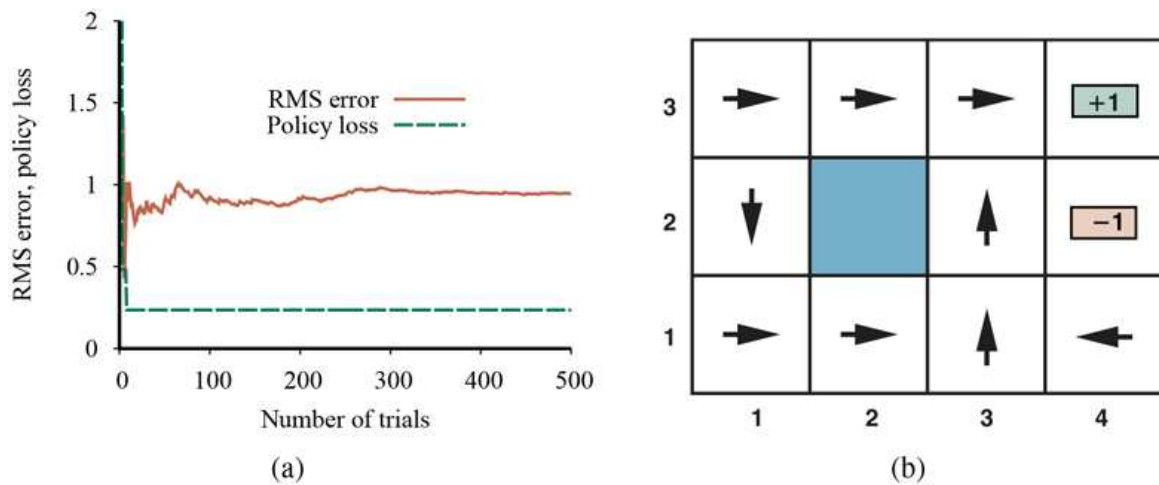 2
1.5
1
0.5
0
RMS error, policy loss
RMS error
Policy loss
0 100 200 300 400 500
Number of trials
(a)
3
+1
2
−1
1
1 2 3 4
(b)